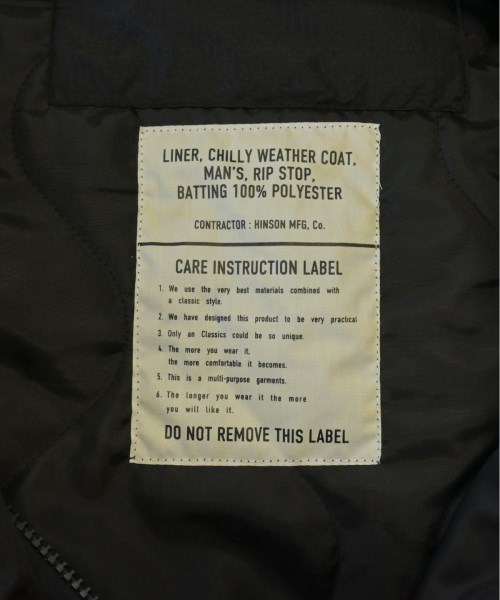 LINER, CHILLY WEATHER COAT,
MAN'S, RIP STOP,
BATTING 100% POLYESTER
CONTRACTOR : HINSON MFG, Co.
CARE INSTRUCTION LABEL
1. We use the very best materials combined with
a classic style.
2. We have designed this product to be very practical
3. Only an Classics could be so unique.
4. The more you wear it,
the more comfortable it becomes.
5. This is a multi-purpose garments.
6. The longer you wear it the more
you will like it.
DO NOT REMOVE THIS LABEL